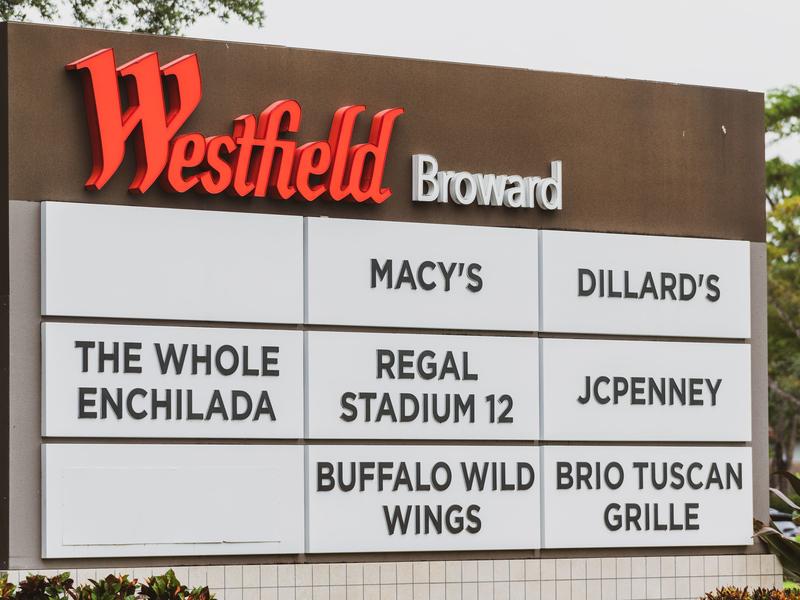 Westfield Broward
MACY'S
DILLARD'S
THE WHOLE
ENCHILADA
REGAL
STADIUM 12
JCPENNEY
BUFFALO WILD
WINGS
BRIO TUSCAN
GRILLE